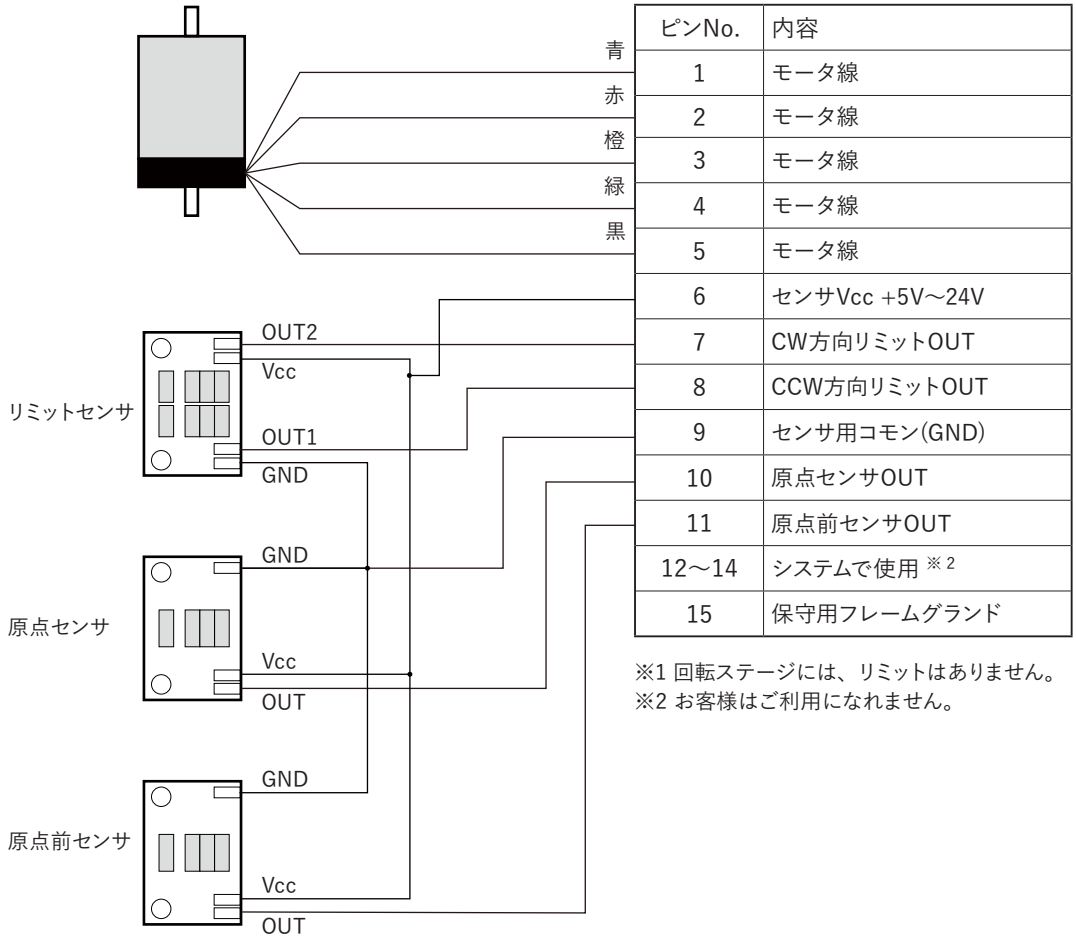 青
赤
橙
緑
黒
OUT2
Vcc
リミットセンサ
OUT1
GND
GND
原点センサ
Vcc
OUT
GND
原点前センサ
Vcc
OUT
ピンNo. 内容
1 モータ線
2 モータ線
3 モータ線
4 モータ線
5 モータ線
6 センサVcc +5V～24V
7 CW方向リミットOUT
8 CCW方向リミットOUT
9 センサ用コモン(GND)
10 原点センサOUT
11 原点前センサOUT
12～14 システムで使用 ※2
15 保守用フレームグランド
※1 回転ステージには、リミットはありません。
※2 お客様はご利用になれません。